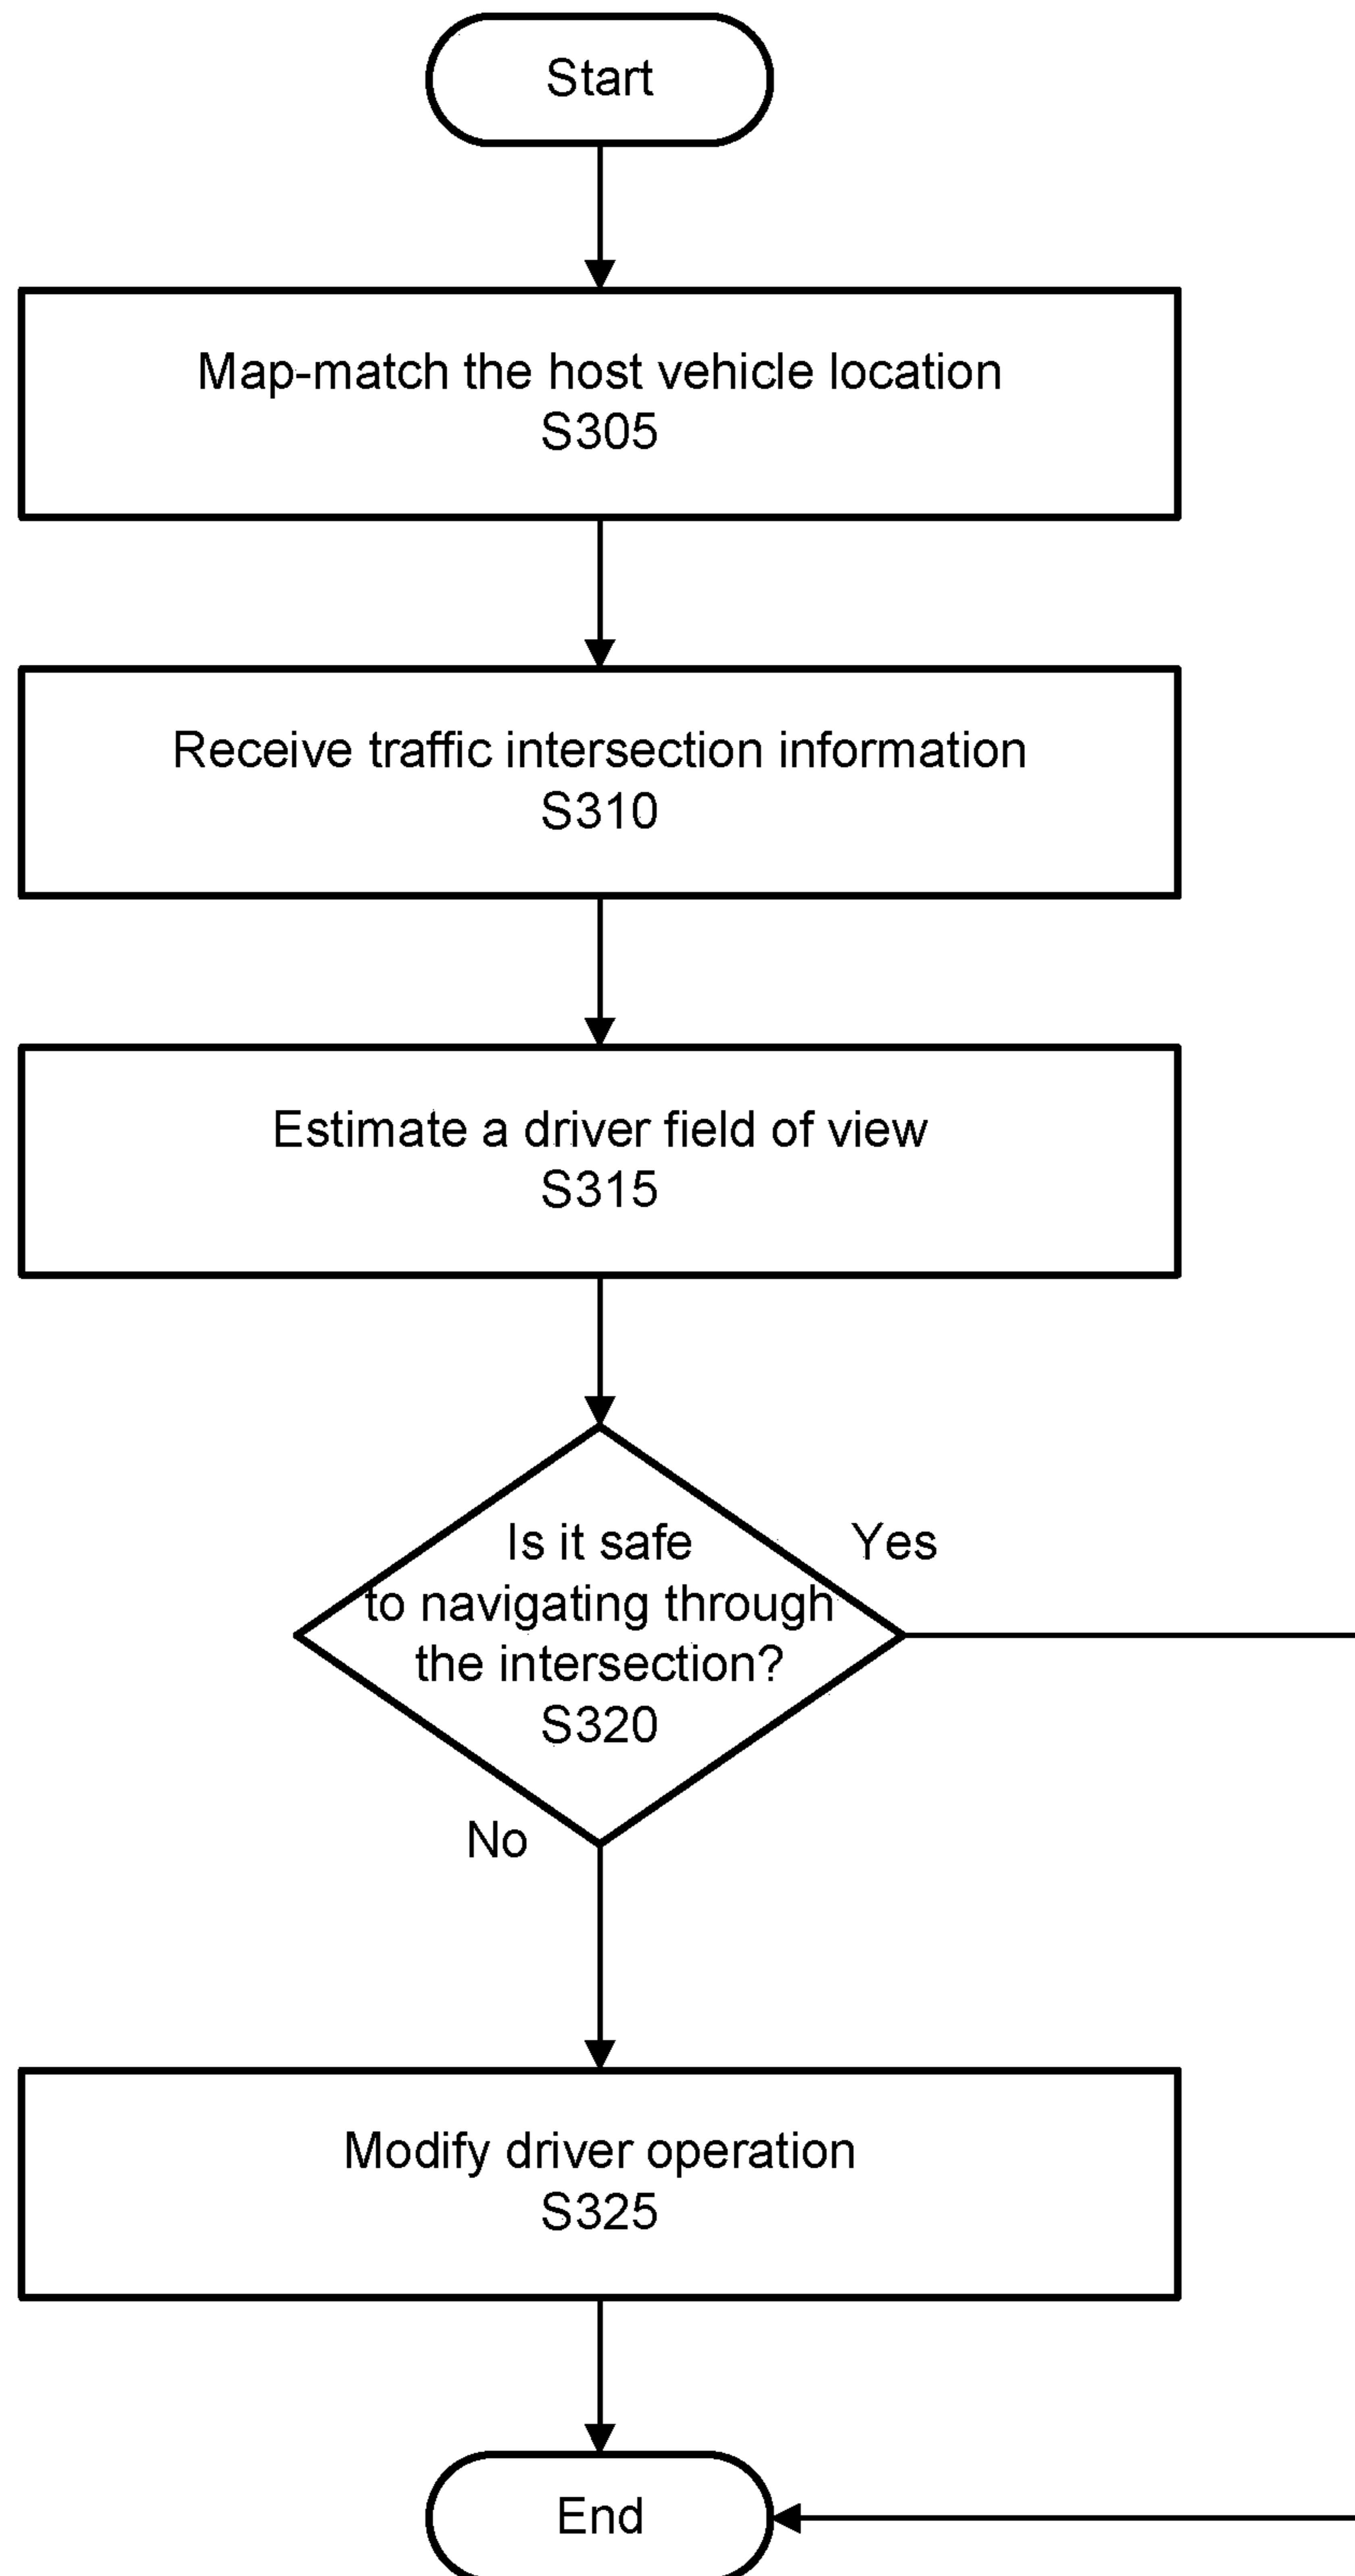 Start
Map-match the host vehicle location
S305
Receive traffic intersection information
S310
Estimate a driver field of view
S315
Is it safe
to navigating through
the intersection?
S320
Yes
No
Modify driver operation
S325
End